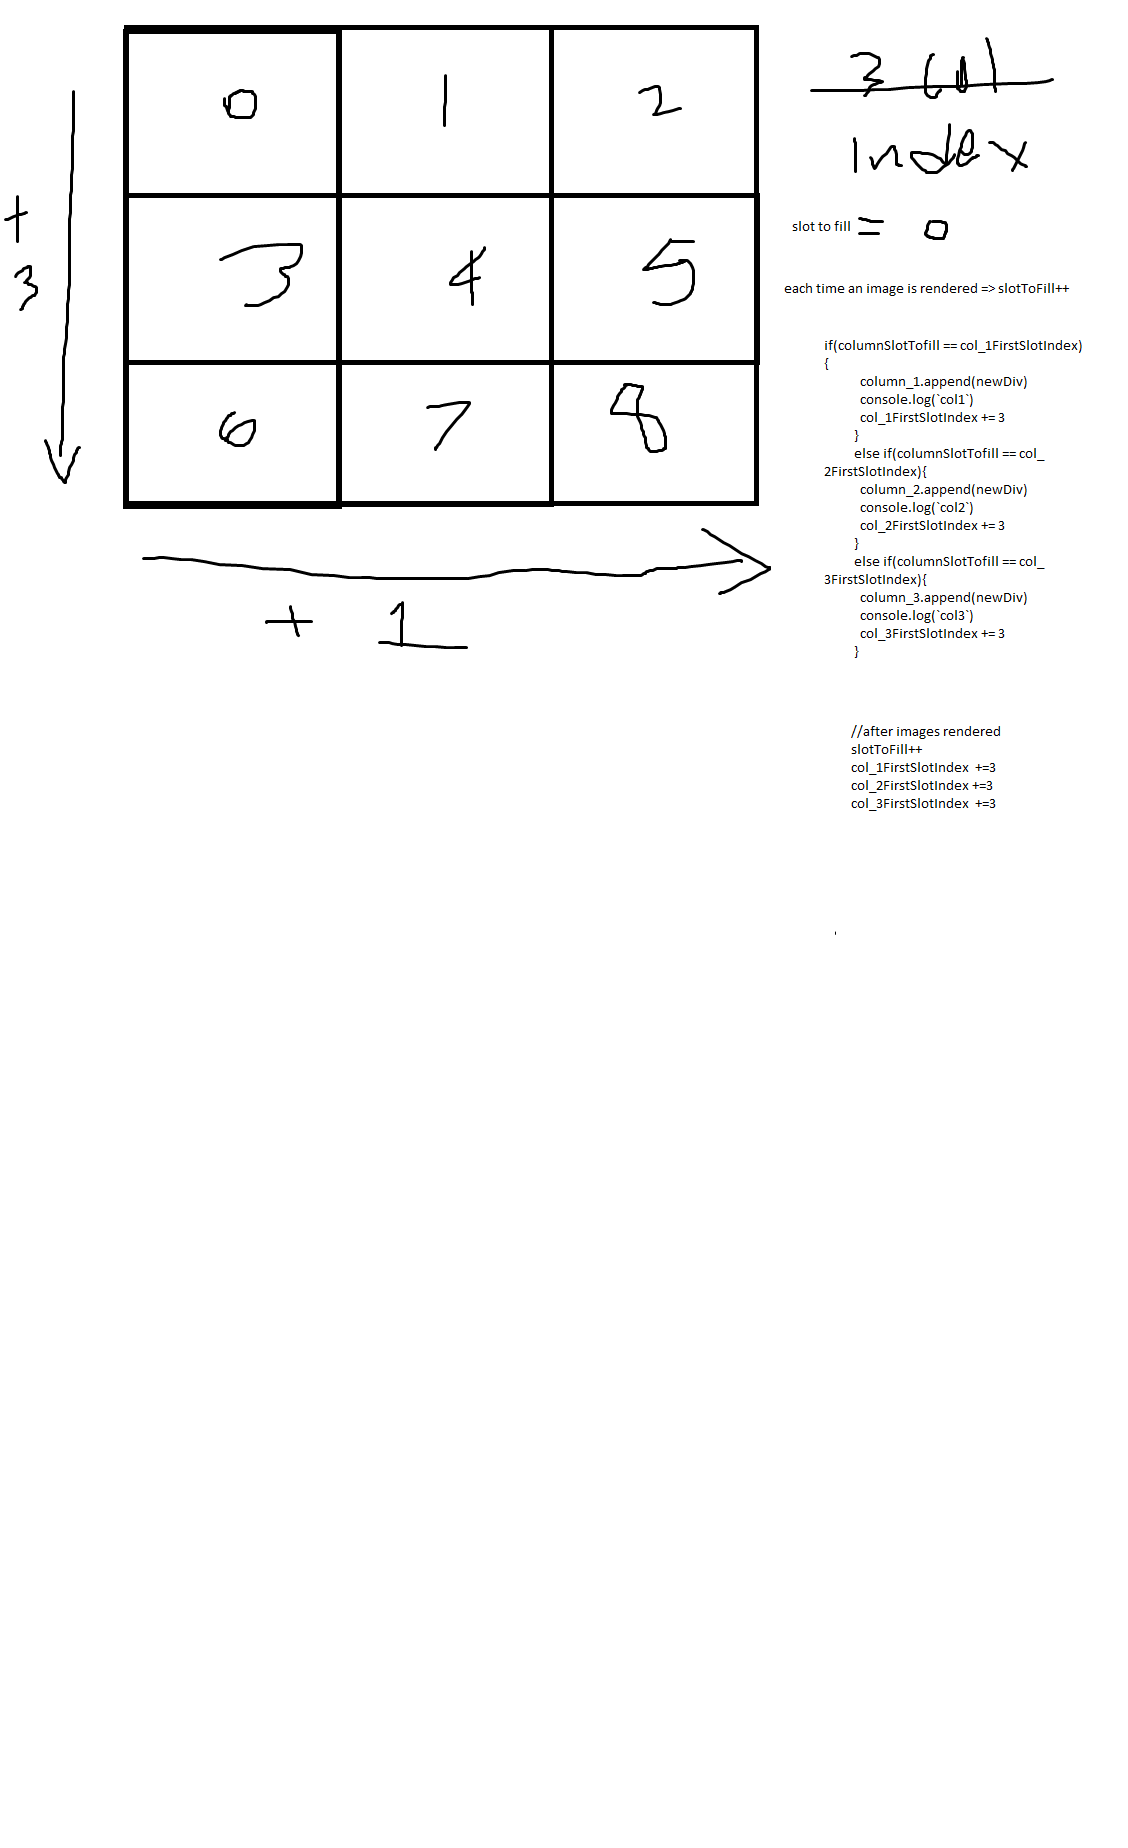 0 1 2
3 4 5
6 7 8
+
3
+ 1
3 Col
Index
slot to fill = 0
each time an image is rendered => slotToFill++
if(columnSlotTofill == col_1FirstSlotIndex)
{
column_1.append(newDiv)
console.log(`col1`)
col_1FirstSlotIndex += 3
}
else if(columnSlotTofill == col_
2FirstSlotIndex){
column_2.append(newDiv)
console.log(`col2`)
col_2FirstSlotIndex += 3
}
else if(columnSlotTofill == col_
3FirstSlotIndex){
column_3.append(newDiv)
console.log(`col3`)
col_3FirstSlotIndex += 3
}
//after images rendered
slotToFill++
col_1FirstSlotIndex  +=3
col_2FirstSlotIndex +=3
col_3FirstSlotIndex  +=3